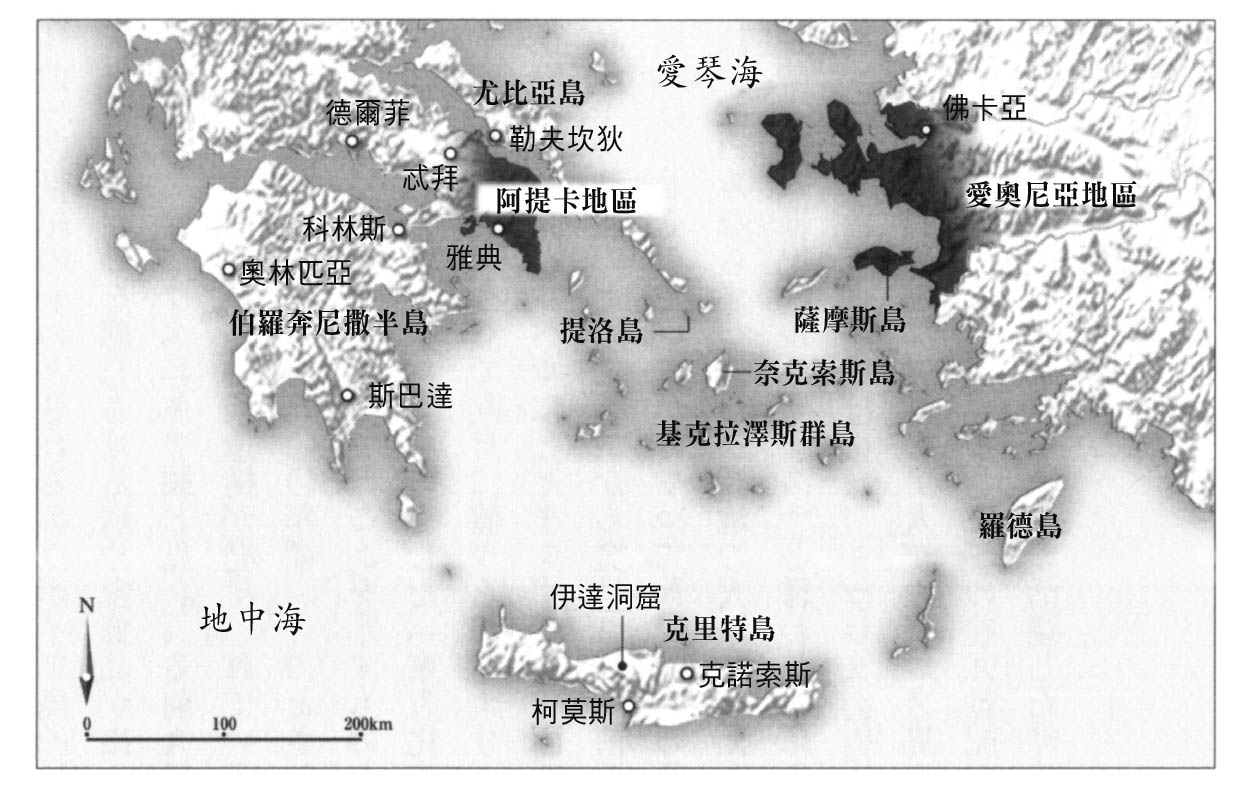 愛琴海
尤比亞島
佛卡亞
德爾菲
勒夫坎狄
忒拜
阿提卡地區
愛奧尼亞地區
科林斯
雅典
奧林匹亞
伯羅奔尼撒半島
提洛島
薩摩斯島
奈克索斯島
斯巴達
基克拉澤斯群島
羅德島
伊達洞窟
地中海
克里特島
克諾索斯
柯莫斯
N
0 100 200km